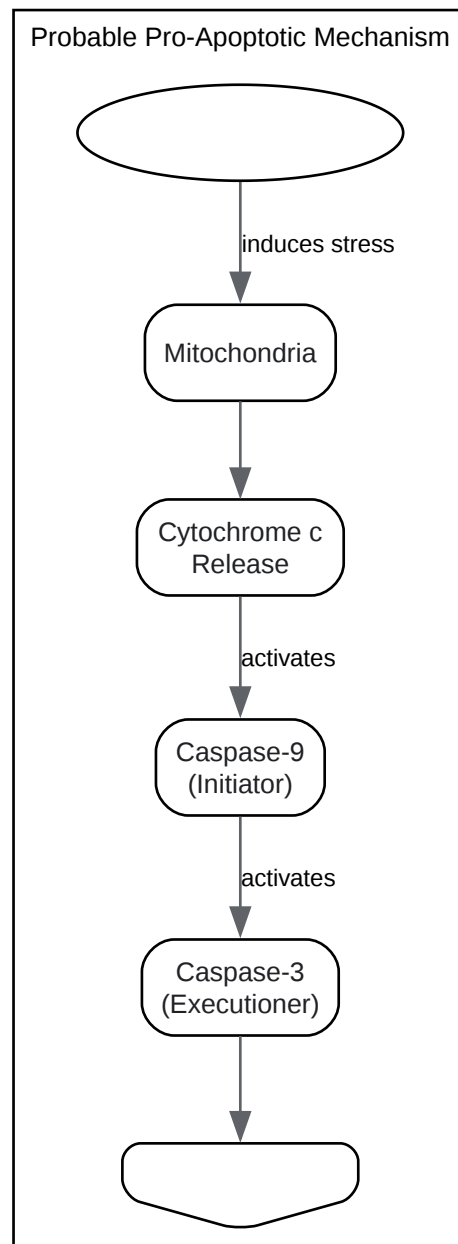 Probable Pro-Apoptotic Mechanism
induces stress
Mitochondria
Cytochrome c
Release
activates
Caspase-9
(Initiator)
activates
Caspase-3
(Executioner)